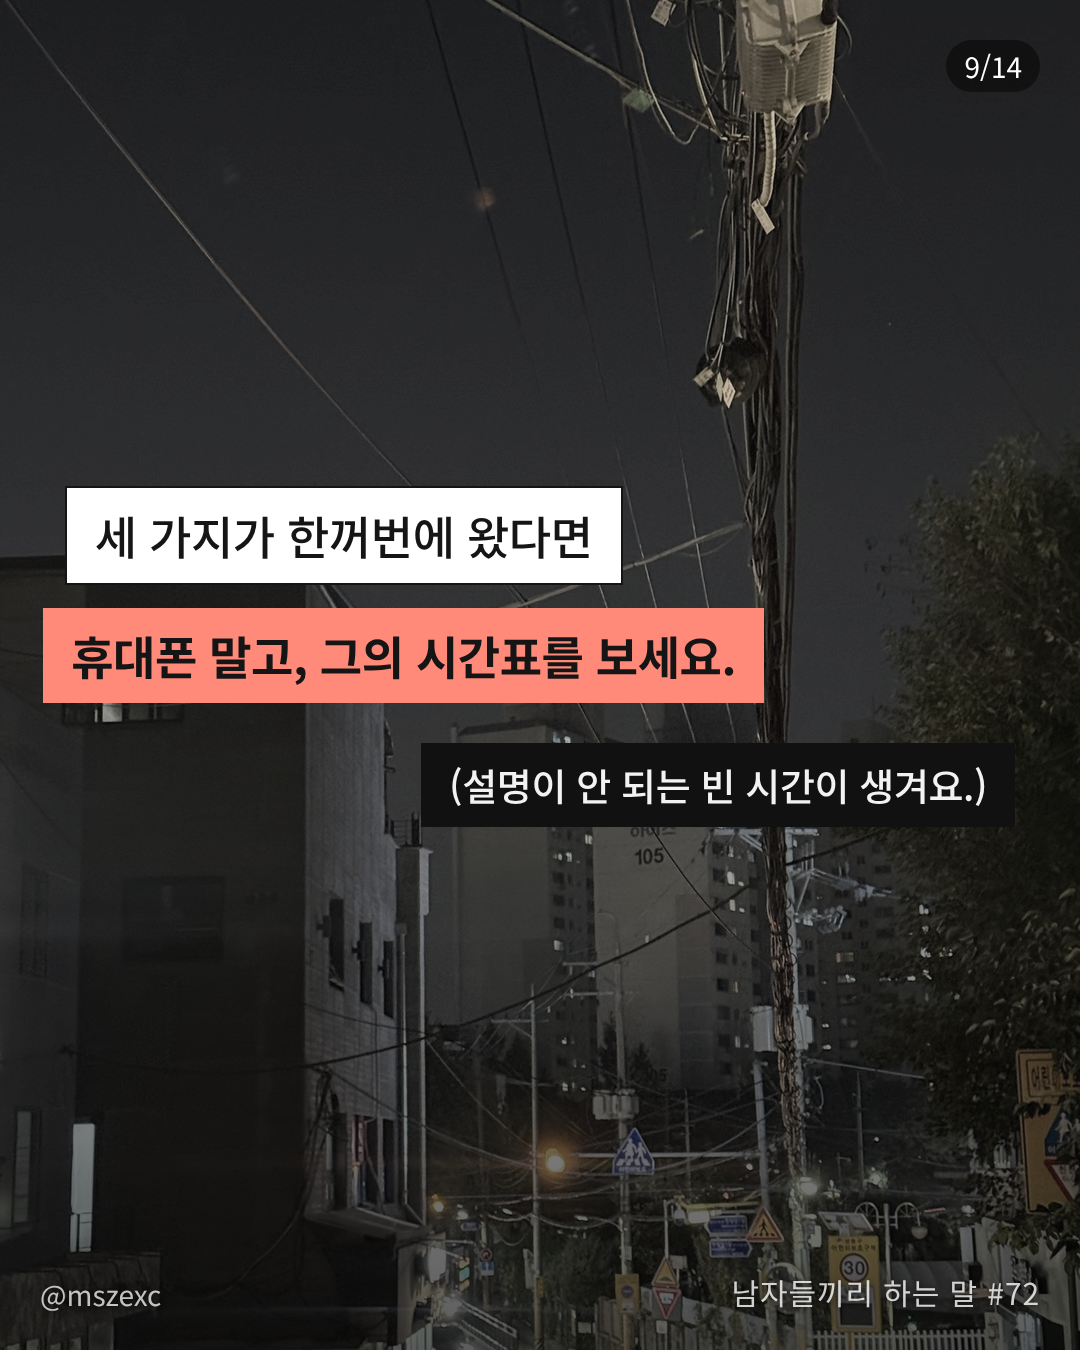 9/14
세 가지가 한꺼번에 왔다면
휴대폰 말고, 그의 시간표를 보세요.
(설명이 안 되는 빈 시간이 생겨요.)
105
30
@mszexc
남자들끼리 하는 말 #72